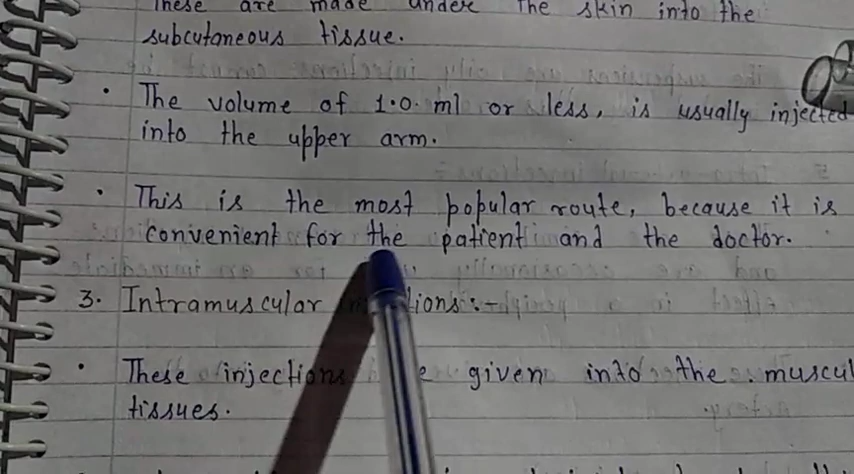 These are made under the skin into the
subcutaneous tissue.
• The volume of 1.0. ml or less, is usually injected
into the upper arm.
• This is the most popular route, because it is
convenient for the patient and the doctor.
3. Intramuscular :-
• These injections given into the muscul
tissues.